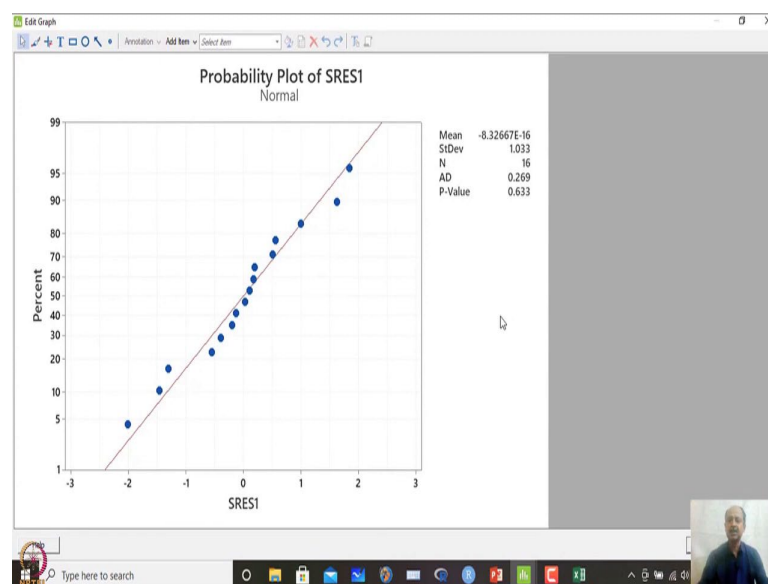 Edit Graph
T Annotation Add Item Select Item
Probability Plot of SRES1
Normal
Mean -8.32667E-16
StDev 1.033
N 16
AD 0.269
P-Value 0.633
Percent
99
95
90
80
70
60
50
40
30
20
10
5
1
-3 -2 -1 0 1 2 3
SRES1
Type here to search